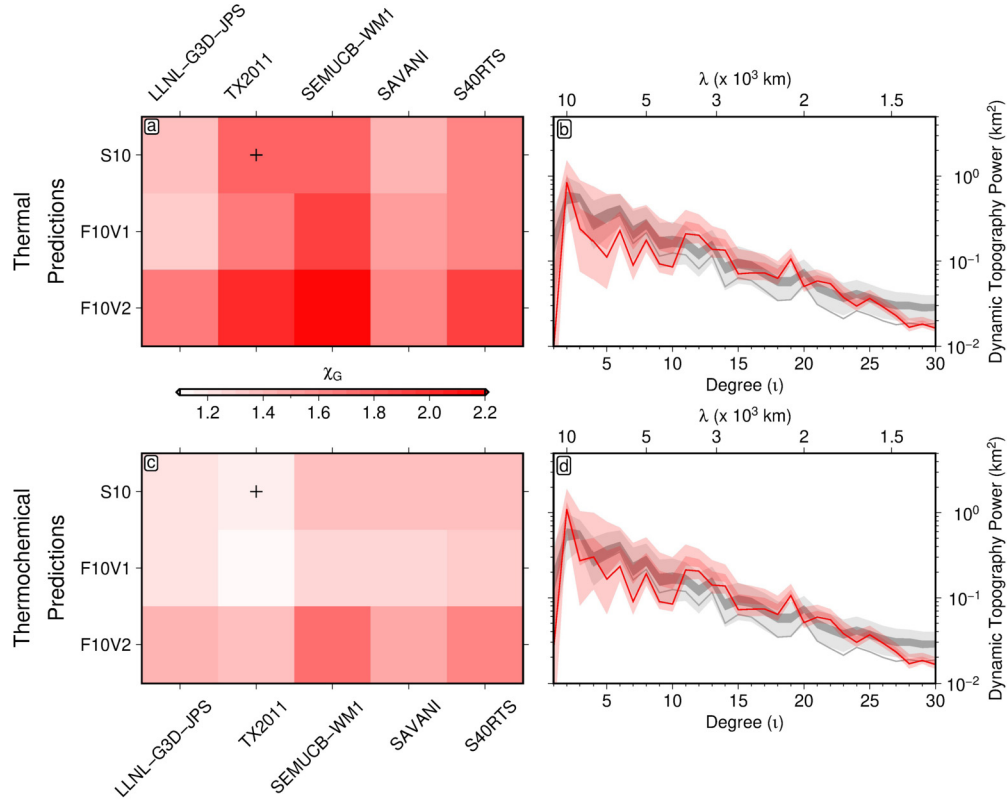 LLNL−G3D−JPS
TX2011
SEMUCB−WM1
SAVANI
S40RTS
a
Thermal
Predictions
S10
F10V1
F10V2
χG
1.2 1.4 1.6 1.8 2.0 2.2
λ (x 10³ km)
10 5 3 2 1.5
b
10⁰
10⁻¹
10⁻²
Dynamic Topography Power (km²)
5 10 15 20 25 30
Degree (ι)
c
Thermochemical
Predictions
S10
F10V1
F10V2
LLNL−G3D−JPS
TX2011
SEMUCB−WM1
SAVANI
S40RTS
λ (x 10³ km)
10 5 3 2 1.5
d
10⁰
10⁻¹
10⁻²
Dynamic Topography Power (km²)
5 10 15 20 25 30
Degree (ι)